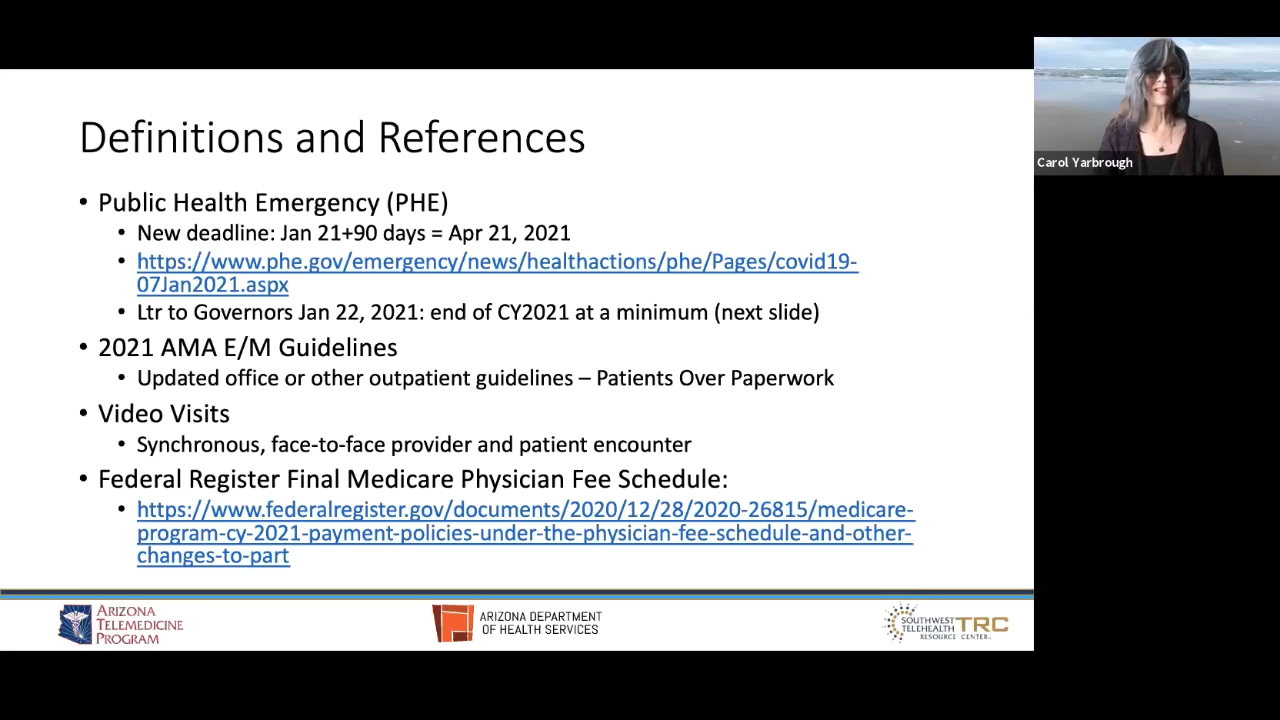 Definitions and References
• Public Health Emergency (PHE)
• New deadline: Jan 21+90 days = Apr 21, 2021
• https://www.phe.gov/emergency/news/healthactions/phe/Pages/covid19-
07Jan2021.aspx
• Ltr to Governors Jan 22, 2021: end of CY2021 at a minimum (next slide)
• 2021 AMA E/M Guidelines
• Updated office or other outpatient guidelines – Patients Over Paperwork
• Video Visits
• Synchronous, face-to-face provider and patient encounter
• Federal Register Final Medicare Physician Fee Schedule:
• https://www.federalregister.gov/documents/2020/12/28/2020-26815/medicare-
program-cy-2021-payment-policies-under-the-physician-fee-schedule-and-other-
changes-to-part
Carol Yarbrough
ARIZONA
TELEMEDICINE
PROGRAM
ARIZONA DEPARTMENT
OF HEALTH SERVICES
SOUTHWEST
TELEHEALTH
RESOURCE CENTER
TRC